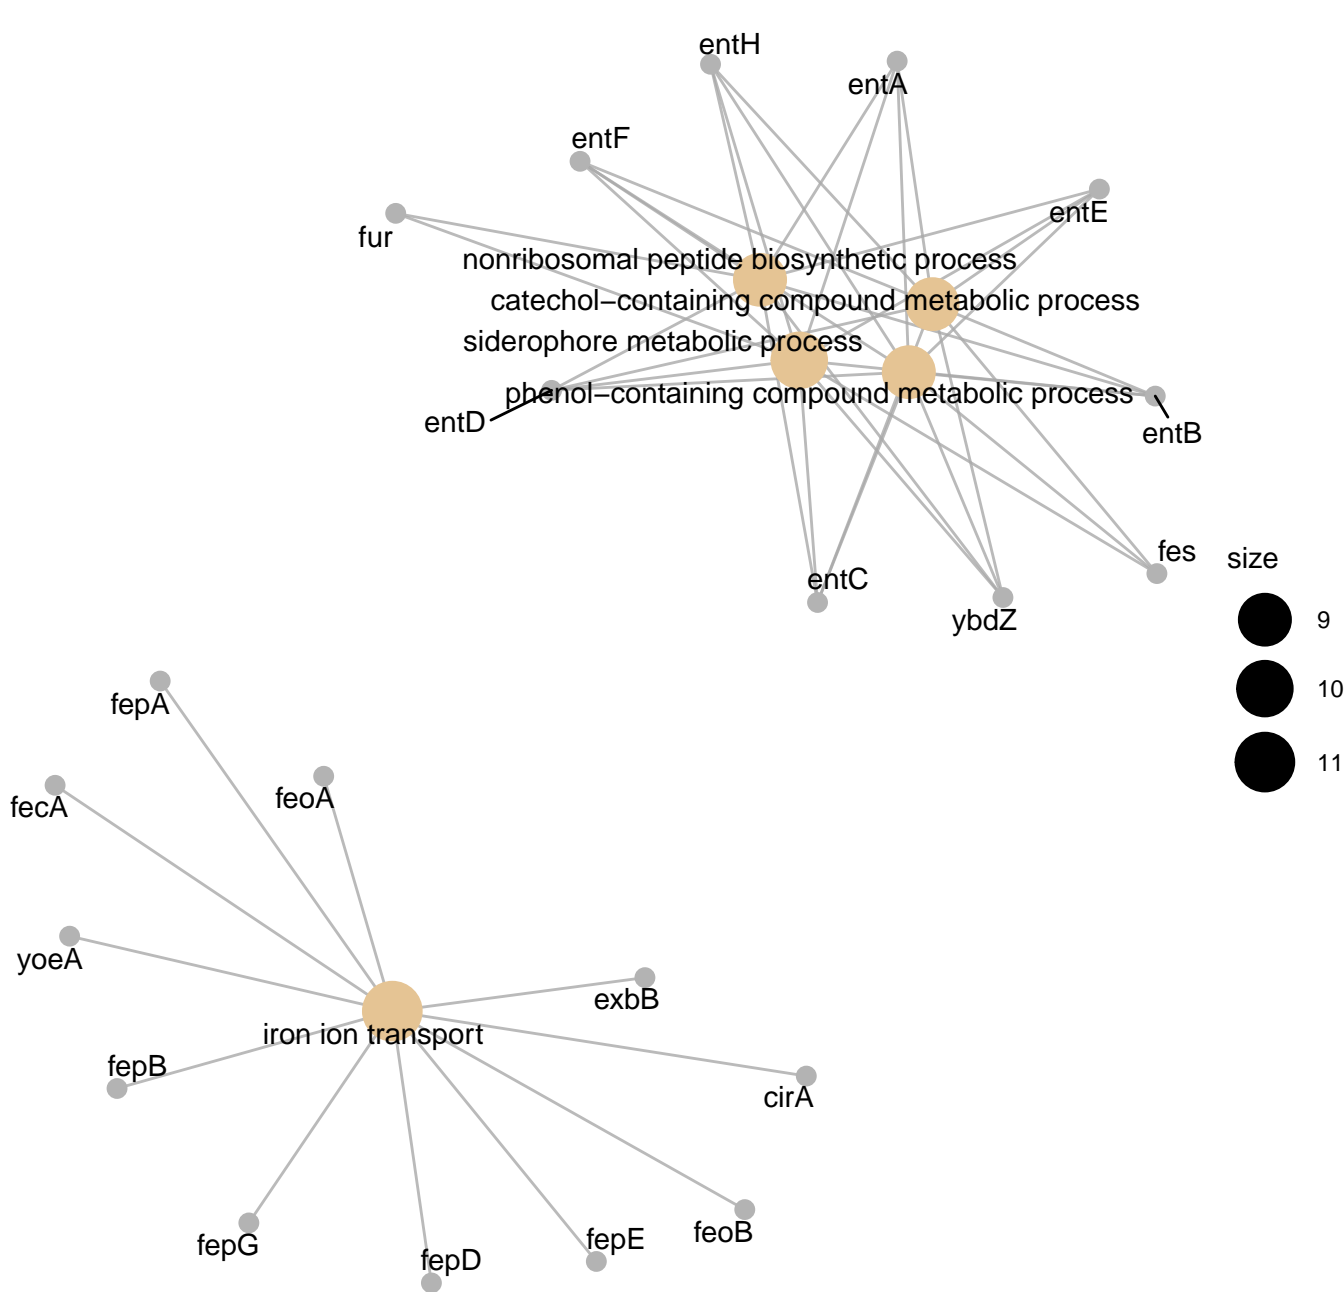 entH
entA
entF
entE
fur
nonribosomal peptide biosynthetic process
catechol−containing compound metabolic process
siderophore metabolic process
phenol−containing compound metabolic process
entD
entB
fes
size
entC
ybdZ
9
10
11
fepA
feoA
fecA
yoeA
exbB
iron ion transport
fepB
cirA
feoB
fepE
fepG
fepD